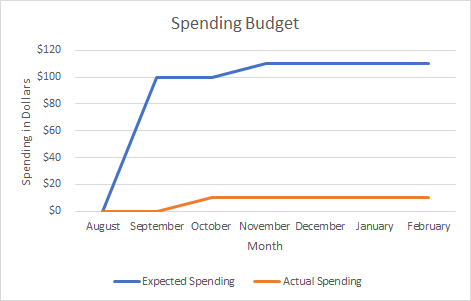 Spending Budget
$120
$100
$80
$60
$40
$20
$0
Spending in Dollars
August September October November December January February
Month
Expected Spending Actual Spending